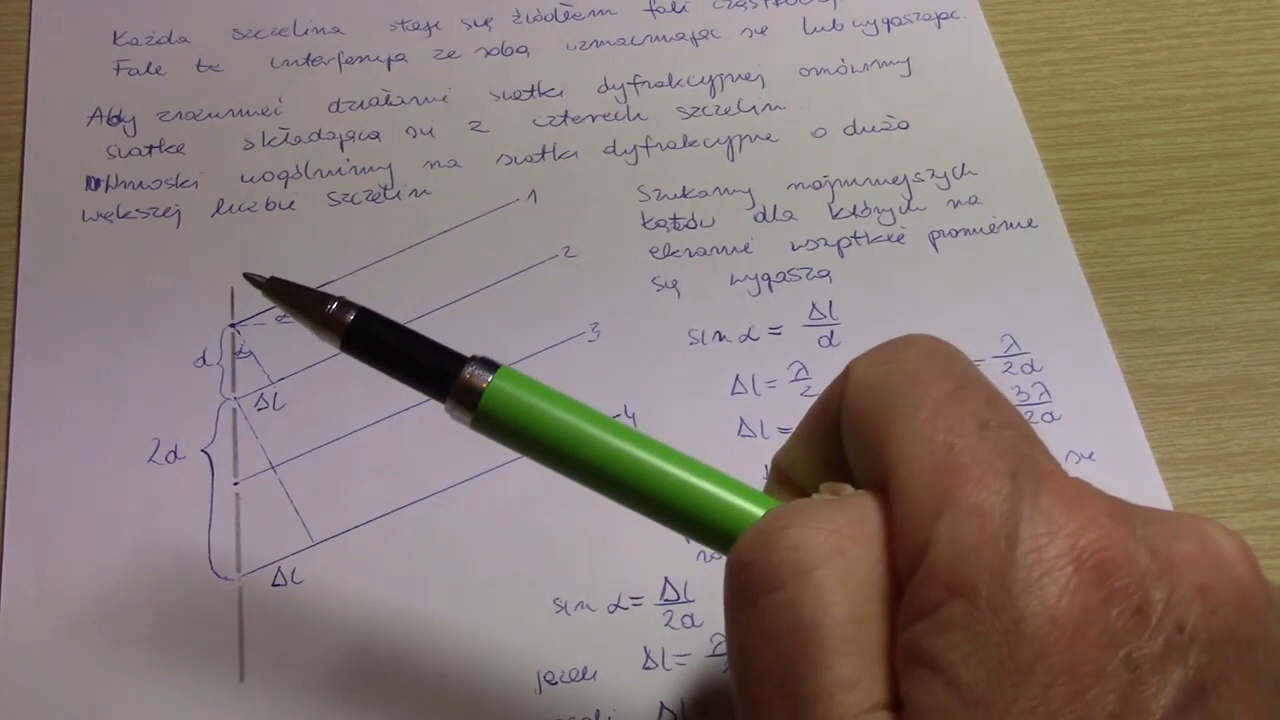 Każda szczelina staje się źródłem fali
Fale te interferują ze sobą wzmacniając się lub wygaszając.
Aby zrozumieć działanie siatki dyfrakcyjnej omówimy
siatkę składającą się z czterech szczelin
Wnioski uogólnimy na siatki dyfrakcyjne o dużo
większej liczbie szczelin
1
2
3
4
α
d
α
Δl
2d
Δl
Szukamy najmniejszych
kątów dla których na
ekranie wszystkie promienie
się wygaszą
sin α = Δl/d
Δl = λ/2
= λ/2d
Δl =
3λ/2d
się
sin α = Δl/2d
jeżeli Δl = λ
Δl